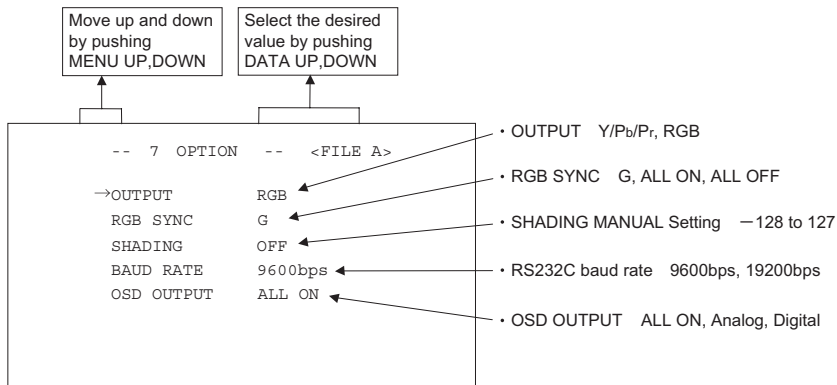 Move up and down
by pushing
MENU UP,DOWN
Select the desired
value by pushing
DATA UP,DOWN
-- 7 OPTION -- <FILE A>
→OUTPUT RGB
RGB SYNC G
SHADING OFF
BAUD RATE 9600bps
OSD OUTPUT ALL ON
・OUTPUT Y/Pb/Pr, RGB
・RGB SYNC G, ALL ON, ALL OFF
・SHADING MANUAL Setting －128 to 127
・RS232C baud rate 9600bps, 19200bps
・OSD OUTPUT ALL ON, Analog, Digital